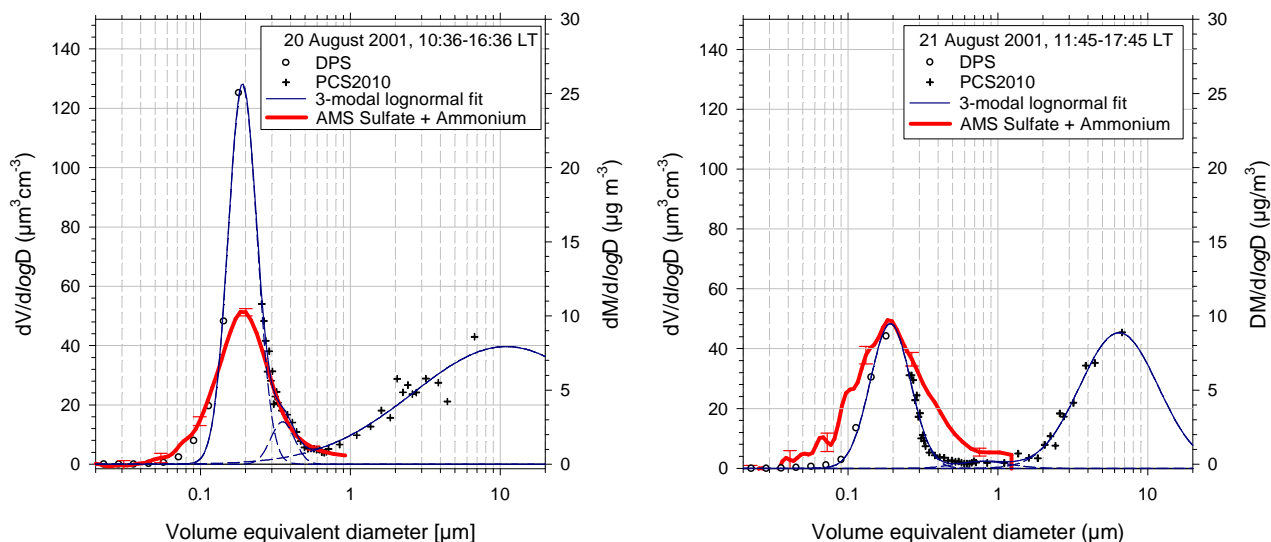 20 August 2001, 10:36-16:36 LT
DPS
PCS2010
3-modal lognormal fit
AMS Sulfate + Ammonium
dV/dlogD (µm³cm⁻³)
140
120
100
80
60
40
20
0
30
25
20
15
10
5
0
dM/dlogD (µg m⁻³)
0.1
1
10
Volume equivalent diameter [µm]
21 August 2001, 11:45-17:45 LT
DPS
PCS2010
3-modal lognormal fit
AMS Sulfate + Ammonium
dV/dlogD (µm³cm⁻³)
140
120
100
80
60
40
20
0
30
25
20
15
10
5
0
DM/dlogD (µg/m³)
0.1
1
10
Volume equivalent diameter (µm)